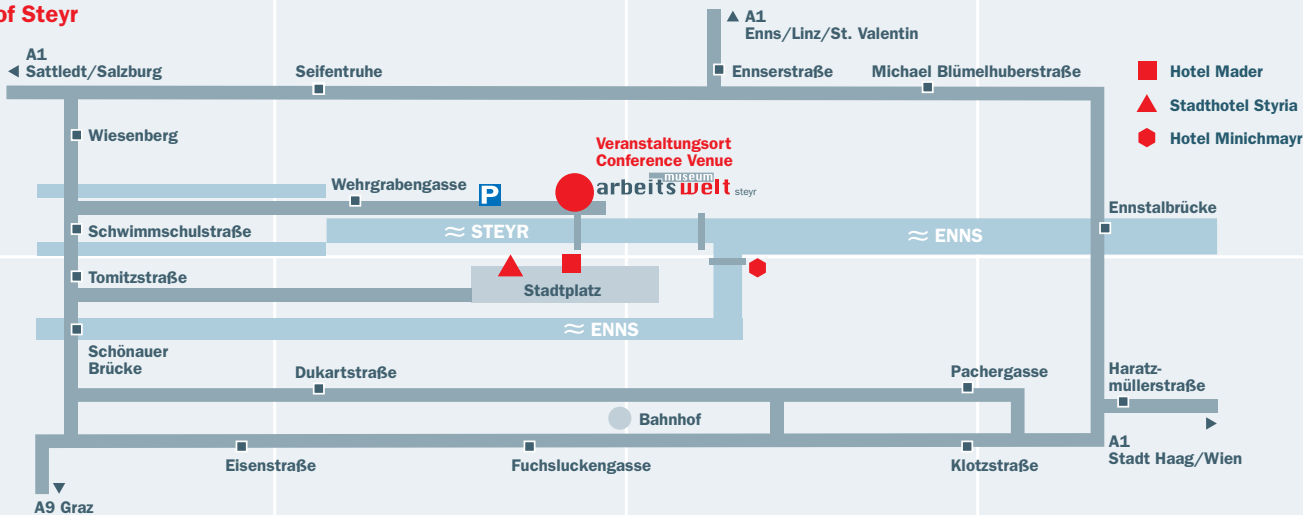 of Steyr
A1
Enns/Linz/St. Valentin
A1
Sattledt/Salzburg
Seifentruhe
Ennserstraße
Michael Blümelhuberstraße
Hotel Mader
Stadthotel Styria
Hotel Minichmayr
Wiesenberg
Veranstaltungsort
Conference Venue
museum
arbeitswelt steyr
Wehrgrabengasse
P
Ennstalbrücke
Schwimmschulstraße
STEYR
ENNS
Tomitzstraße
Stadtplatz
ENNS
Schönauer
Brücke
Dukartstraße
Pachergasse
Haratz-
müllerstraße
Bahnhof
A1
Stadt Haag/Wien
Eisenstraße
Fuchsluckengasse
Klotzstraße
A9 Graz